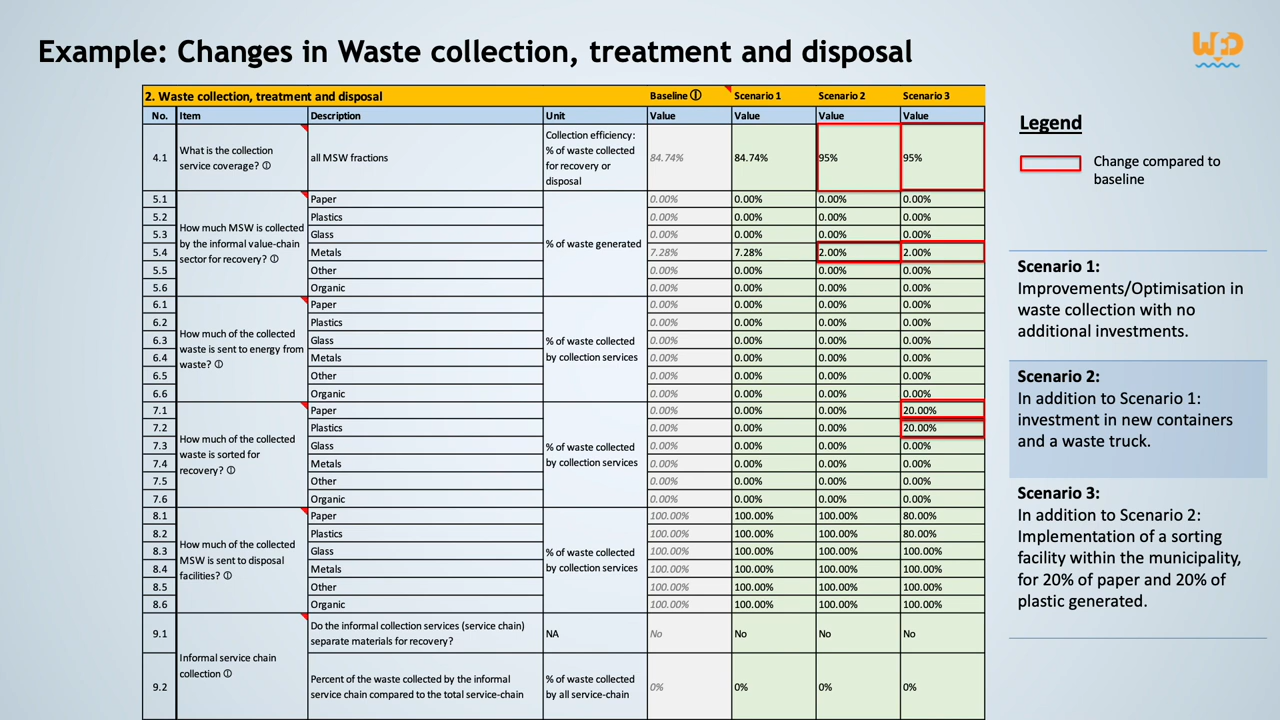 Example: Changes in Waste collection, treatment and disposal
WFD
2. Waste collection, treatment and disposal Baseline ⓘ Scenario 1 Scenario 2 Scenario 3
No. Item Description Unit Value Value Value Value
4.1 What is the collection service coverage? ⓘ all MSW fractions Collection efficiency: % of waste collected for recovery or disposal 84.74% 84.74% 95% 95%
How much MSW is collected by the informal value-chain sector for recovery? ⓘ % of waste generated
5.1 Paper 0.00% 0.00% 0.00% 0.00%
5.2 Plastics 0.00% 0.00% 0.00% 0.00%
5.3 Glass 0.00% 0.00% 0.00% 0.00%
5.4 Metals 7.28% 7.28% 2.00% 2.00%
5.5 Other 0.00% 0.00% 0.00% 0.00%
5.6 Organic 0.00% 0.00% 0.00% 0.00%
How much of the collected waste is sent to energy from waste? ⓘ % of waste collected by collection services
6.1 Paper 0.00% 0.00% 0.00% 0.00%
6.2 Plastics 0.00% 0.00% 0.00% 0.00%
6.3 Glass 0.00% 0.00% 0.00% 0.00%
6.4 Metals 0.00% 0.00% 0.00% 0.00%
6.5 Other 0.00% 0.00% 0.00% 0.00%
6.6 Organic 0.00% 0.00% 0.00% 0.00%
How much of the collected waste is sorted for recovery? ⓘ % of waste collected by collection services
7.1 Paper 0.00% 0.00% 0.00% 20.00%
7.2 Plastics 0.00% 0.00% 0.00% 20.00%
7.3 Glass 0.00% 0.00% 0.00% 0.00%
7.4 Metals 0.00% 0.00% 0.00% 0.00%
7.5 Other 0.00% 0.00% 0.00% 0.00%
7.6 Organic 0.00% 0.00% 0.00% 0.00%
How much of the collected MSW is sent to disposal facilities? ⓘ % of waste collected by collection services
8.1 Paper 100.00% 100.00% 100.00% 80.00%
8.2 Plastics 100.00% 100.00% 100.00% 80.00%
8.3 Glass 100.00% 100.00% 100.00% 100.00%
8.4 Metals 100.00% 100.00% 100.00% 100.00%
8.5 Other 100.00% 100.00% 100.00% 100.00%
8.6 Organic 100.00% 100.00% 100.00% 100.00%
Informal service chain collection ⓘ
9.1 Do the informal collection services (service chain) separate materials for recovery? NA No No No No
9.2 Percent of the waste collected by the informal service chain compared to the total service-chain % of waste collected by all service-chain 0% 0% 0% 0%
Legend
Change compared to
baseline
Scenario 1:
Improvements/Optimisation in
waste collection with no
additional investments.
Scenario 2:
In addition to Scenario 1:
investment in new containers
and a waste truck.
Scenario 3:
In addition to Scenario 2:
Implementation of a sorting
facility within the municipality,
for 20% of paper and 20% of
plastic generated.